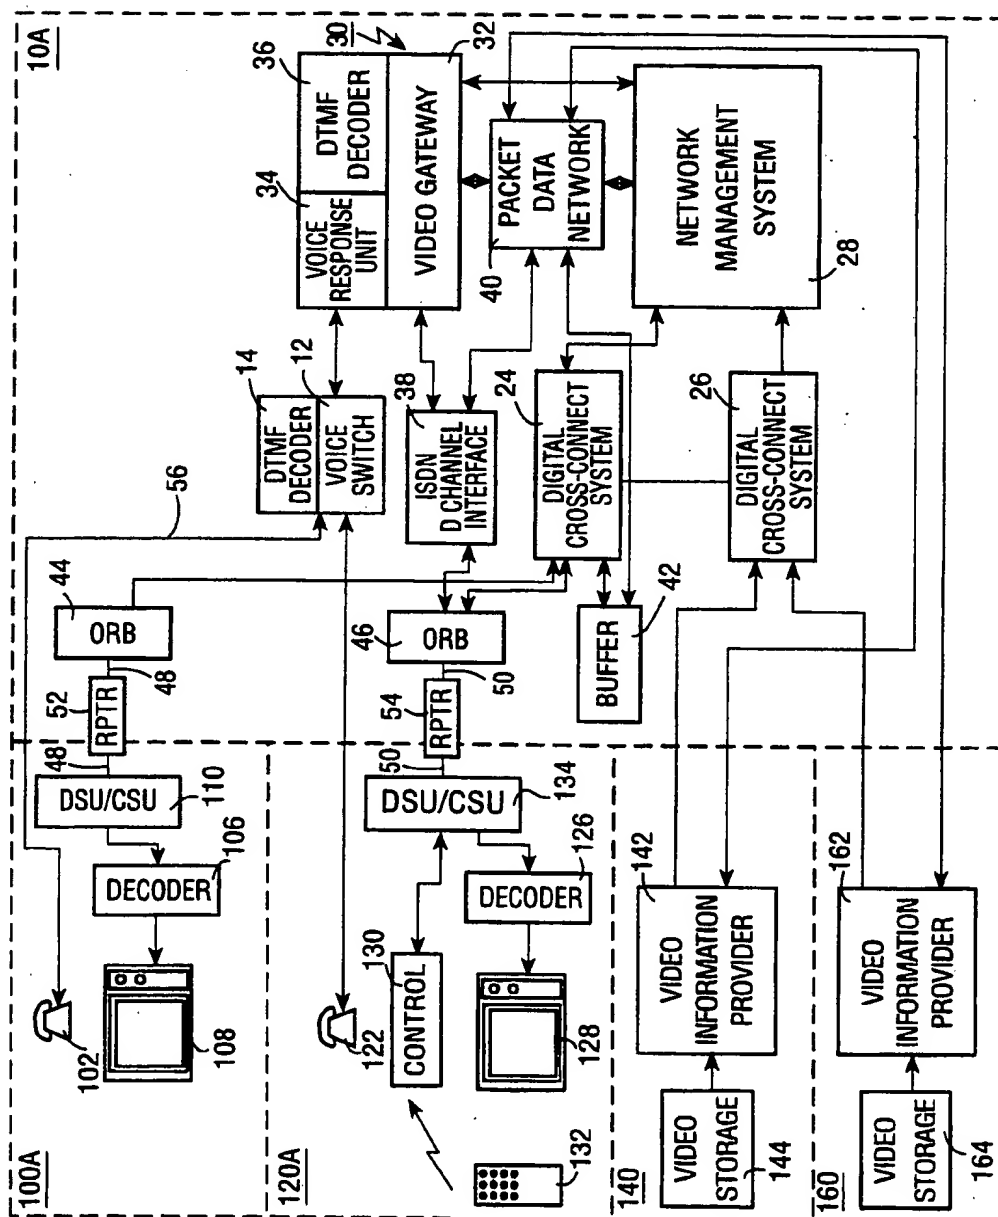 100A
102
108
DECODER
106
DSU/CSU
110
48
RPTR
52
48
ORB
44
56
120A
132
CONTROL
130
122
128
DECODER
126
DSU/CSU
134
50
RPTR
54
50
ORB
46
10A
DTMF
DECODER
14
VOICE
SWITCH
12
ISDN
D CHANNEL
INTERFACE
38
VOICE
RESPONSE
UNIT
34
DTMF
DECODER
36
30
VIDEO GATEWAY
32
PACKET
DATA
NETWORK
40
DIGITAL
CROSS-CONNECT
SYSTEM
24
BUFFER
42
DIGITAL
CROSS-CONNECT
SYSTEM
26
NETWORK
MANAGEMENT
SYSTEM
28
140
VIDEO
STORAGE
144
VIDEO
INFORMATION
PROVIDER
142
160
VIDEO
STORAGE
164
VIDEO
INFORMATION
PROVIDER
162